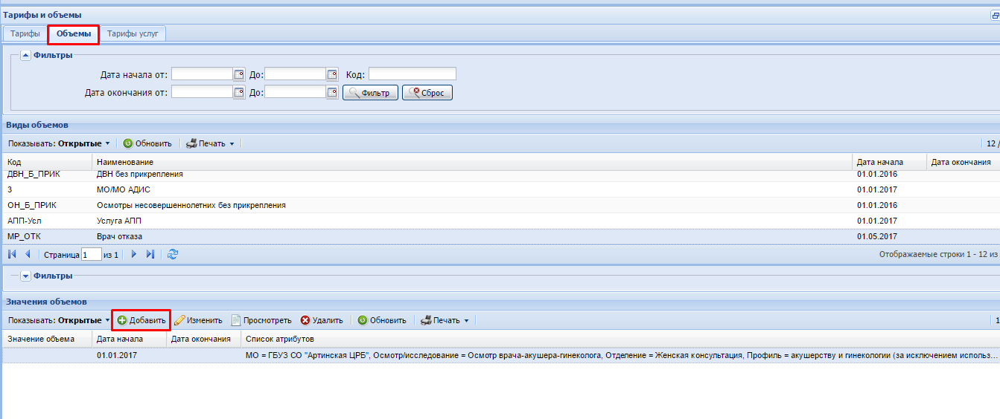 Тарифы и объемы
Тарифы Объемы Тарифы услуг
Фильтры
Дата начала от: До: Код:
Дата окончания от: До: Фильтр Сброс
Виды объемов
Показывать: Открытые Обновить Печать 12 /
Код Наименование Дата начала Дата окончания
ДВН_Б_ПРИК ДВН без прикрепления 01.01.2016
3 МО/МО АДИС 01.01.2017
ОН_Б_ПРИК Осмотры несовершеннолетних без прикрепления 01.01.2016
АПП-Усл Услуга АПП 01.01.2017
МР_ОТК Врач отказа 01.05.2017
Страница 1 из 1 Отображаемые строки 1 - 12 из
Фильтры
Значения объемов
Показывать: Открытые Добавить Изменить Просмотреть Удалить Обновить Печать 1
Значение объема Дата начала Дата окончания Список атрибутов
01.01.2017 МО = ГБУЗ СО "Артинская ЦРБ", Осмотр/исследование = Осмотр врача-акушера-гинеколога, Отделение = Женская консультация, Профиль = акушерству и гинекологии (за исключением использ...